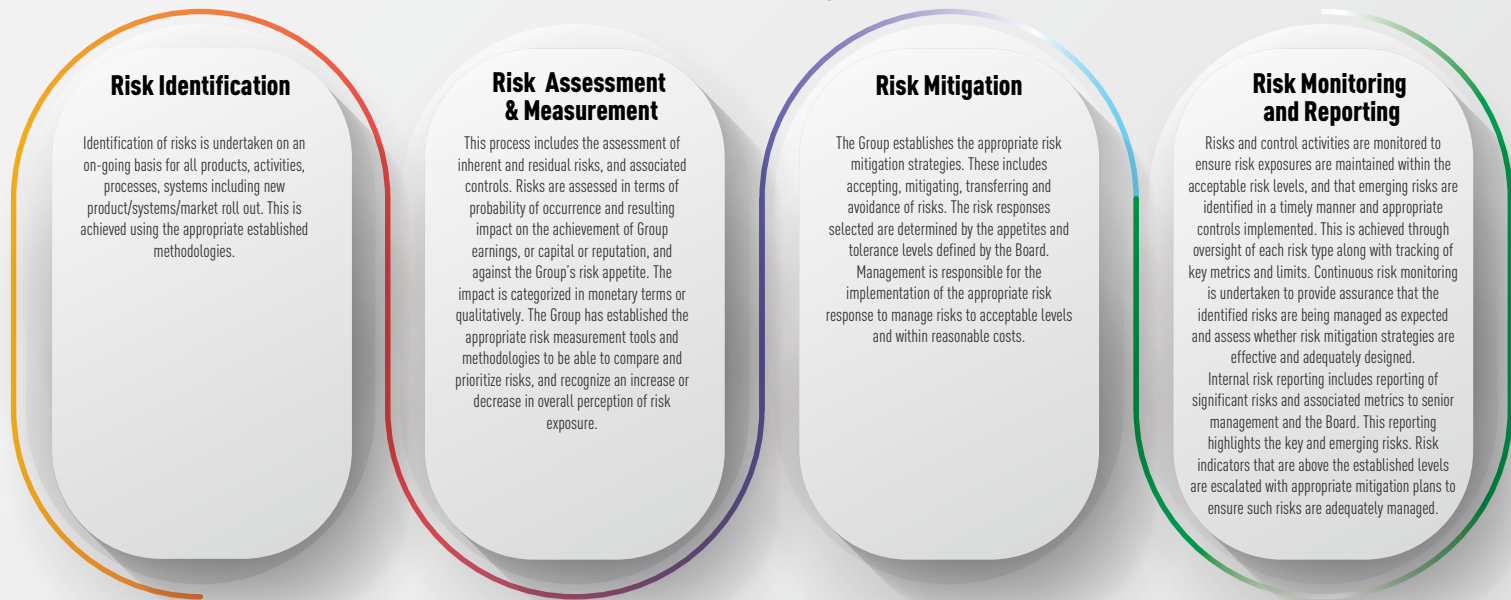 Risk Identification
Identification of risks is undertaken on an
on-going basis for all products, activities,
processes, systems including new
product/systems/market roll out. This is
achieved using the appropriate established
methodologies.
Risk Assessment
& Measurement
This process includes the assessment of
inherent and residual risks, and associated
controls. Risks are assessed in terms of
probability of occurrence and resulting
impact on the achievement of Group
earnings, or capital or reputation, and
against the Group's risk appetite. The
impact is categorized in monetary terms or
qualitatively. The Group has established the
appropriate risk measurement tools and
methodologies to be able to compare and
prioritize risks, and recognize an increase or
decrease in overall perception of risk
exposure.
Risk Mitigation
The Group establishes the appropriate risk
mitigation strategies. These includes
accepting, mitigating, transferring and
avoidance of risks. The risk responses
selected are determined by the appetites and
tolerance levels defined by the Board.
Management is responsible for the
implementation of the appropriate risk
response to manage risks to acceptable levels
and within reasonable costs.
Risk Monitoring
and Reporting
Risks and control activities are monitored to
ensure risk exposures are maintained within the
acceptable risk levels, and that emerging risks are
identified in a timely manner and appropriate
controls implemented. This is achieved through
oversight of each risk type along with tracking of
key metrics and limits. Continuous risk monitoring
is undertaken to provide assurance that the
identified risks are being managed as expected
and assess whether risk mitigation strategies are
effective and adequately designed.
Internal risk reporting includes reporting of
significant risks and associated metrics to senior
management and the Board. This reporting
highlights the key and emerging risks. Risk
indicators that are above the established levels
are escalated with appropriate mitigation plans to
ensure such risks are adequately managed.